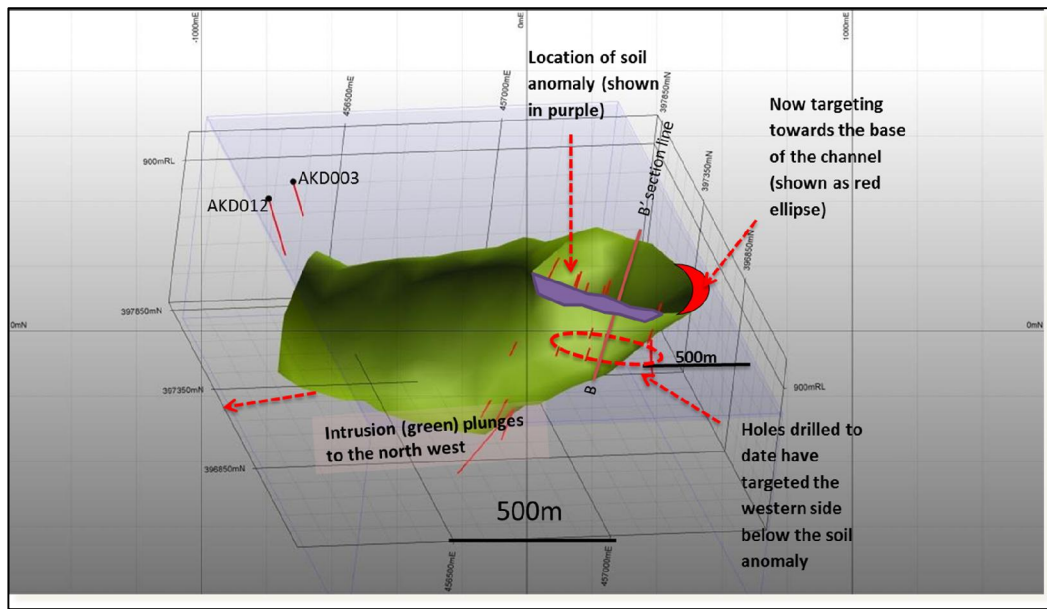 -1000mE
0mE
1000mE
Location of soil
anomaly (shown
in purple)
456500mE
457000mE
397850mN
397350mN
396850mN
Now targeting
towards the base
of the channel
(shown as red
ellipse)
900mRL
AKD003
AKD012
B' section line
397850mN
0mN
0mN
500m
900mRL
397350mN
B
Intrusion (green) plunges
to the north west
396850mN
Holes drilled to
date have
targeted the
western side
below the soil
anomaly
500m
456500mE
457000mE